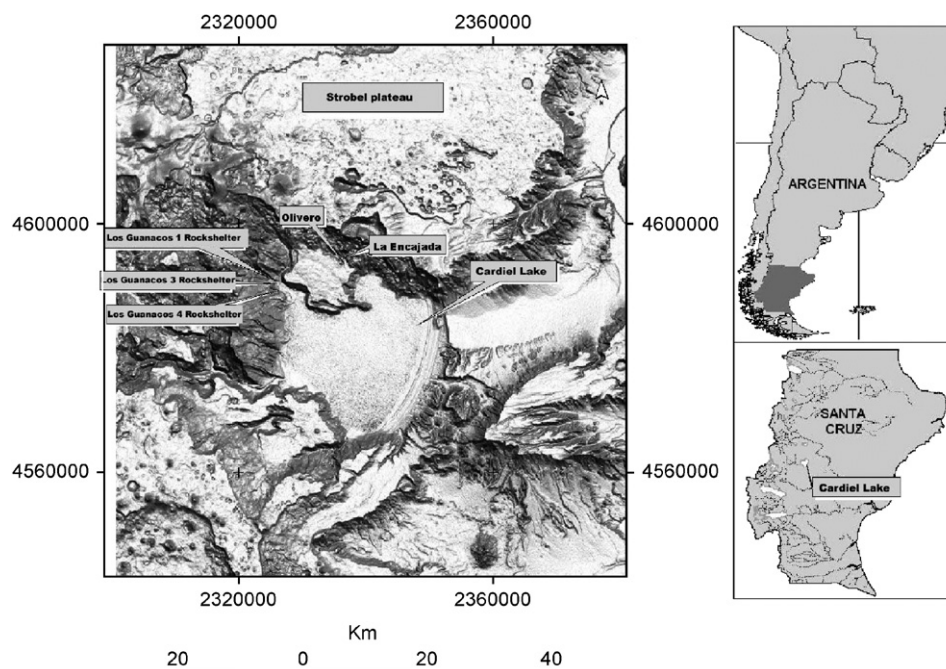 2320000 2360000
Strobel plateau
4600000 4600000
Olivero
Los Guanacos 1 Rockshelter
La Encajada
Cardiel Lake
Los Guanacos 3 Rockshelter
Los Guanacos 4 Rockshelter
4560000 4560000
2320000 2360000
Km
20 0 20 40
ARGENTINA
SANTA
CRUZ
Cardiel Lake